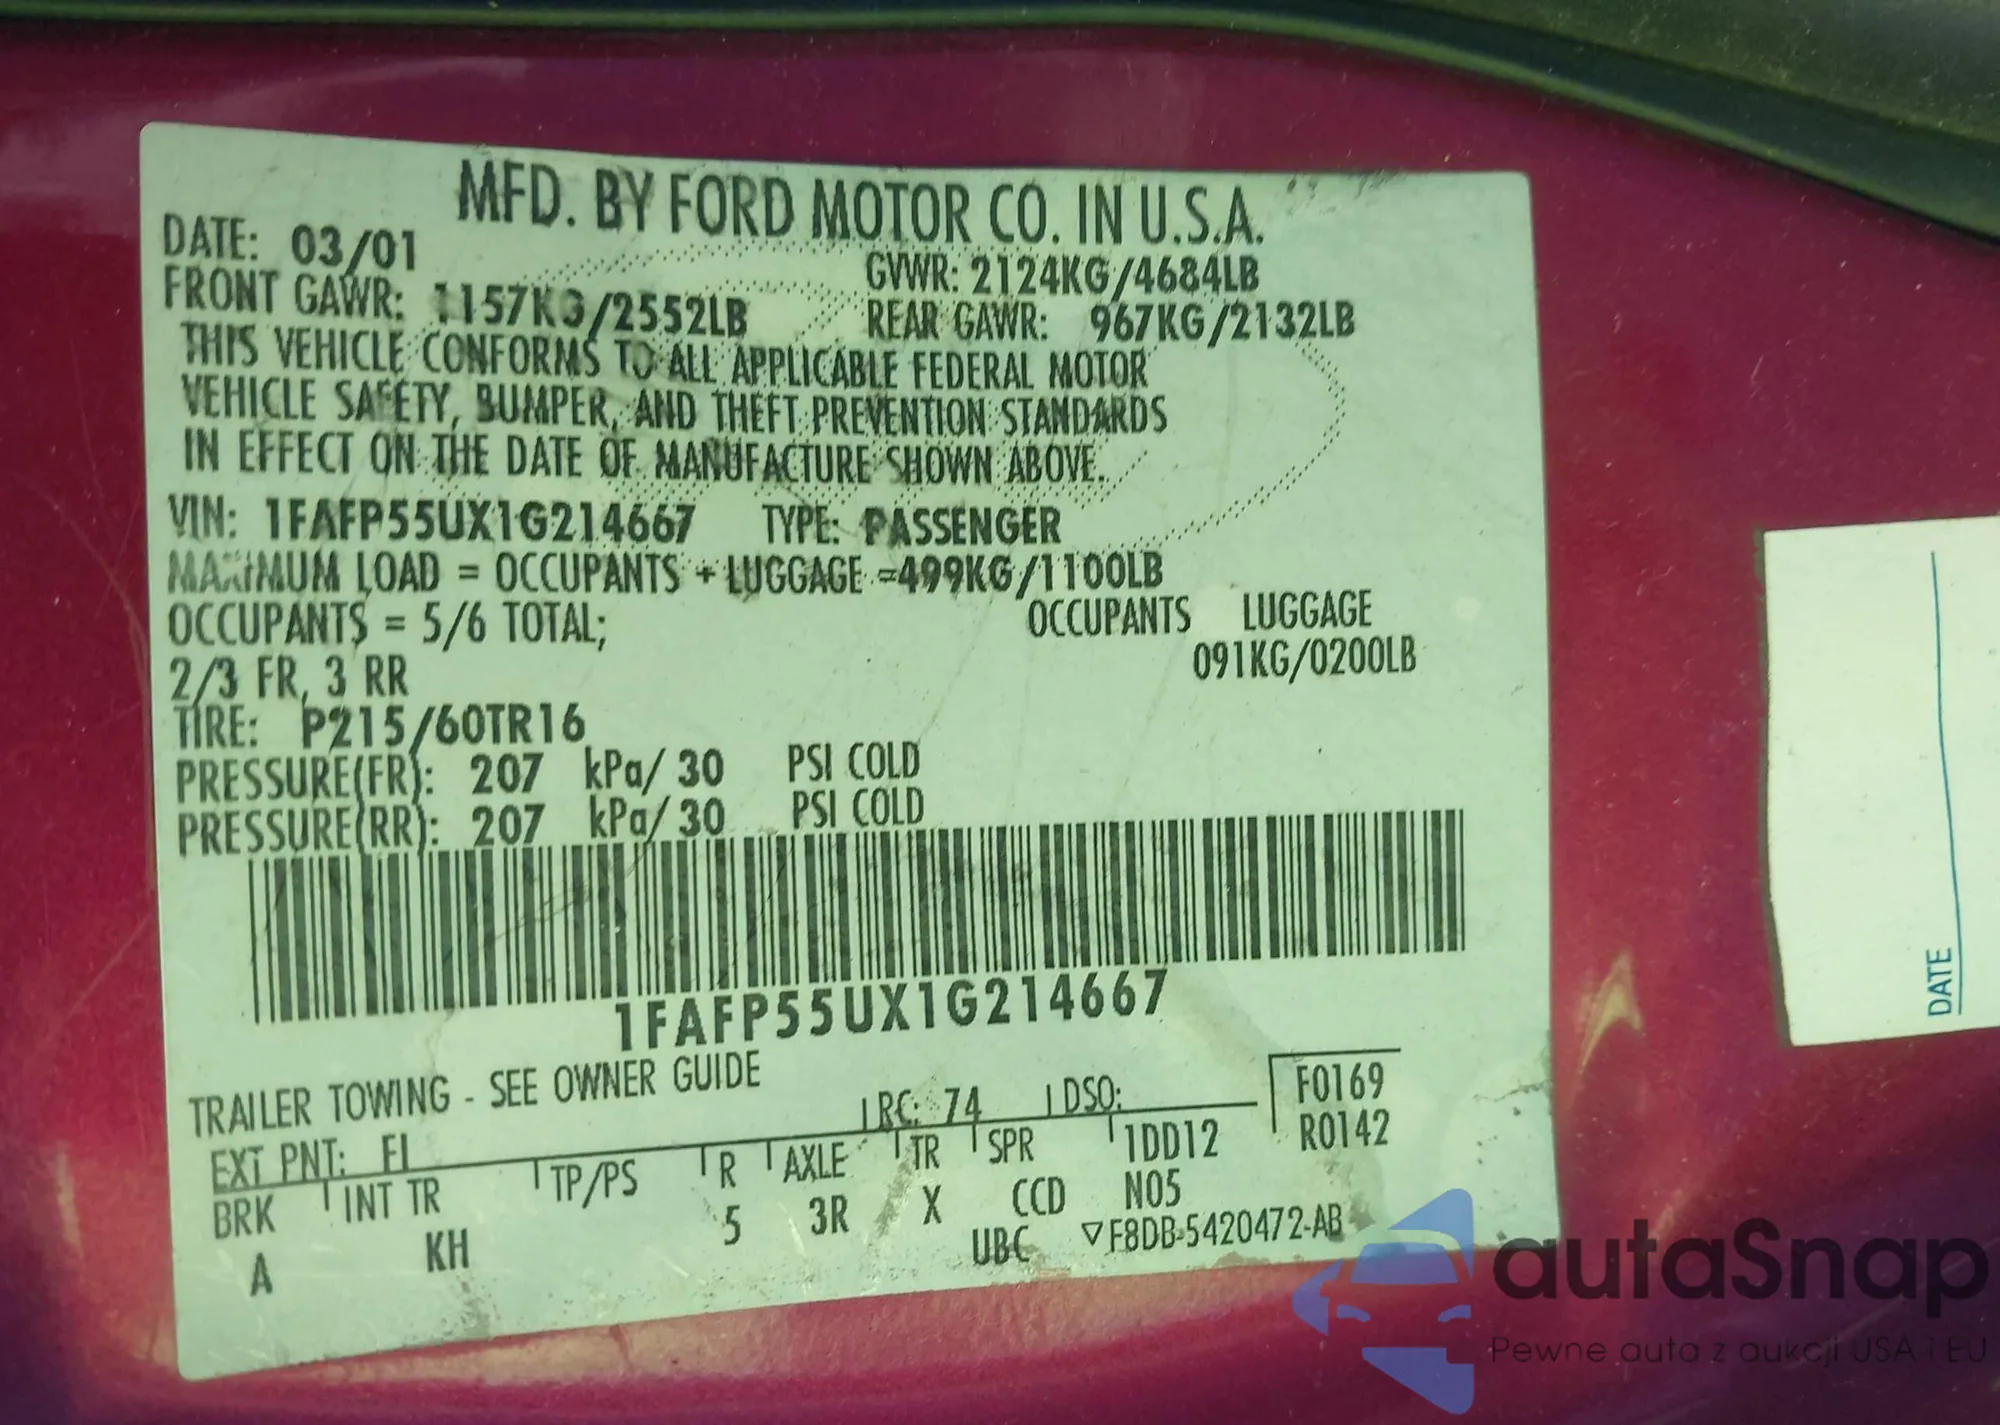 MFD. BY FORD MOTOR CO. IN U.S.A.
DATE: 03/01
GVWR: 2124KG/4684LB
FRONT GAWR: 1157KG/2552LB
REAR GAWR: 967KG/2132LB
THIS VEHICLE CONFORMS TO ALL APPLICABLE FEDERAL MOTOR
VEHICLE SAFETY, BUMPER, AND THEFT PREVENTION STANDARDS
IN EFFECT ON THE DATE OF MANUFACTURE SHOWN ABOVE.
VIN: 1FAFP55UX1G214667 TYPE: PASSENGER
MAXIMUM LOAD = OCCUPANTS + LUGGAGE =499KG/1100LB
OCCUPANTS = 5/6 TOTAL; OCCUPANTS LUGGAGE
2/3 FR, 3 RR 091KG/0200LB
TIRE: P215/60TR16
PRESSURE(FR): 207 kPa/ 30 PSI COLD
PRESSURE(RR): 207 kPa/ 30 PSI COLD
1FAFP55UX1G214667
TRAILER TOWING - SEE OWNER GUIDE
EXT PNT: FL RC: 74 DSO: F0169
R0142
BRK INT TR TP/PS R AXLE TR SPR 1DD12
A KH 5 3R X CCD N05
UBC ▽F8DB-5420472-AB
DATE
autaSnap
Pewne auta z aukcji USA i EU